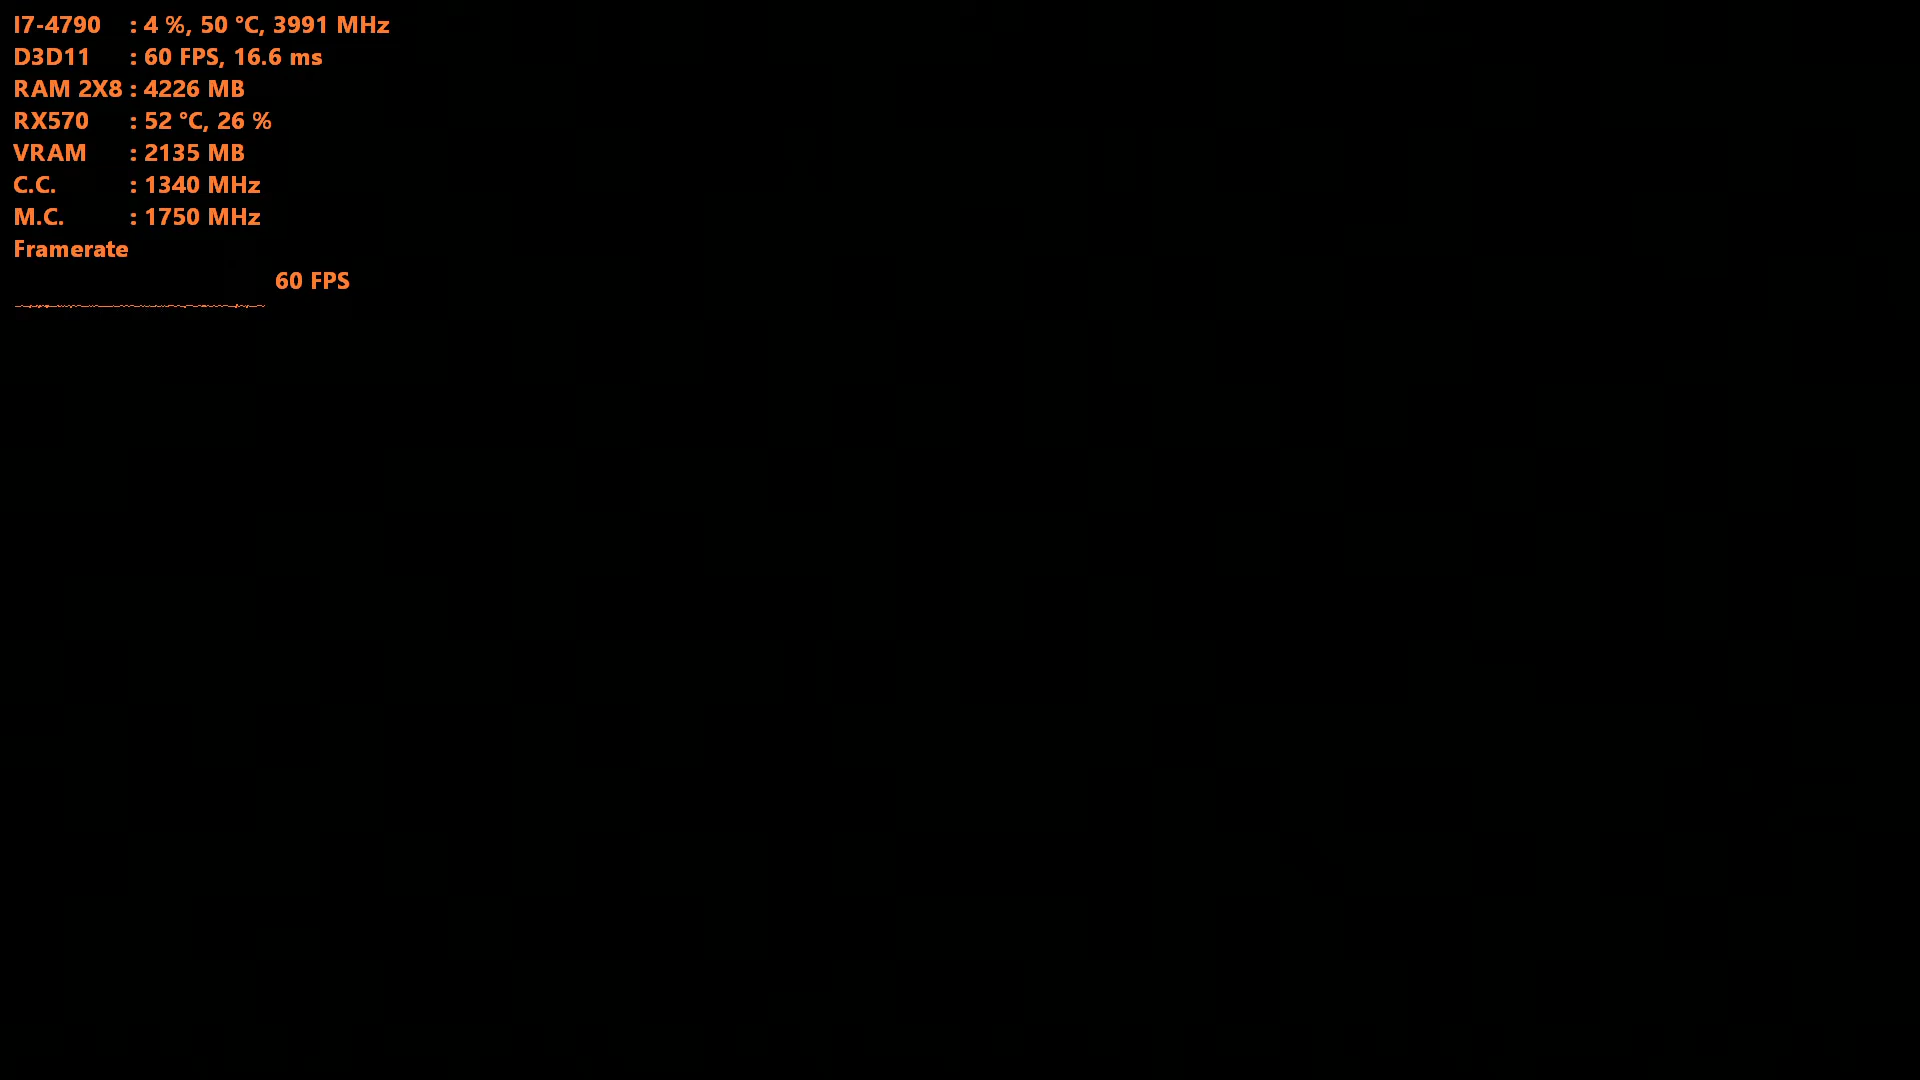 I7-4790 : 4 %, 50 °C, 3991 MHz
D3D11 : 60 FPS, 16.6 ms
RAM 2X8 : 4226 MB
RX570 : 52 °C, 26 %
VRAM : 2135 MB
C.C. : 1340 MHz
M.C. : 1750 MHz
Framerate
60 FPS